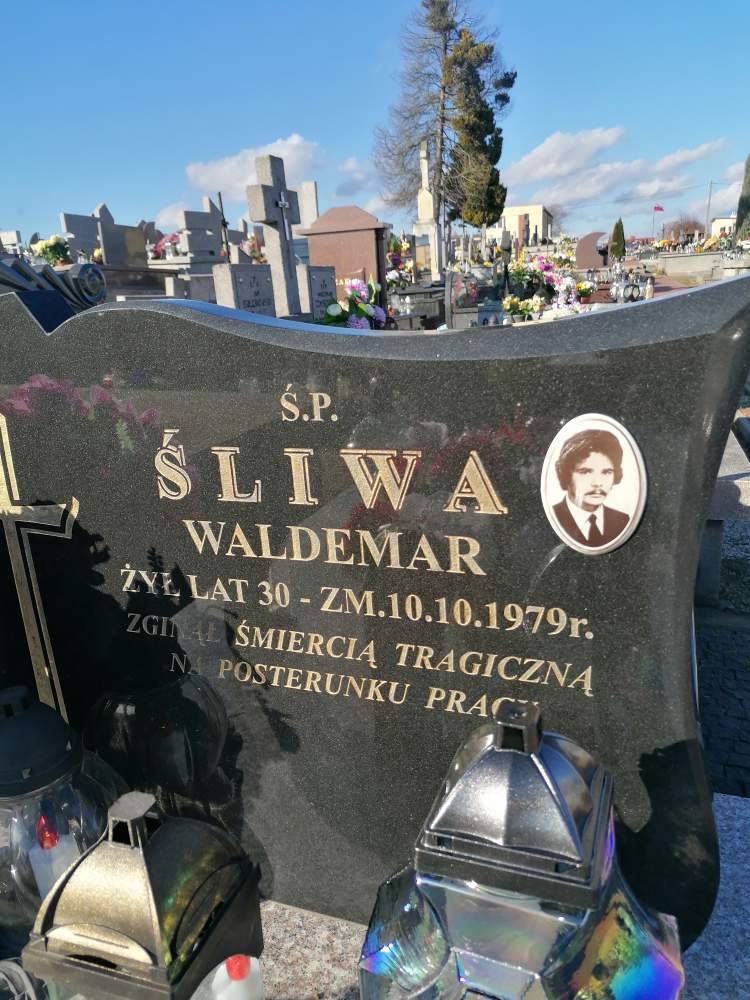 Ś.P.
ŚLIWA
WALDEMAR
ŻYŁ LAT 30 - ZM.10.10.1979r.
ZGINĄŁ ŚMIERCIĄ TRAGICZNĄ
NA POSTERUNKU PRACY